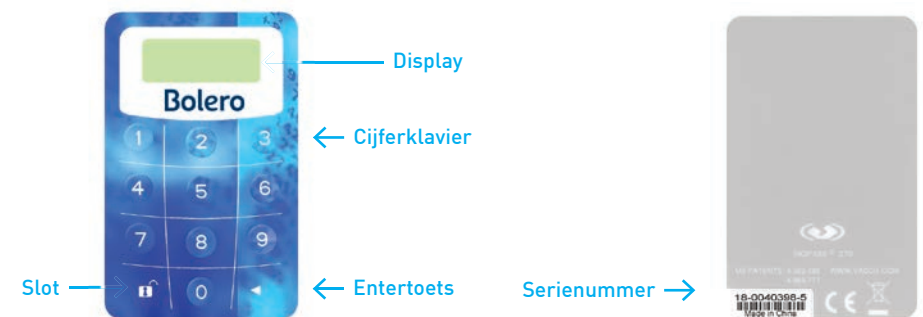 Display
Bolero
1 2 3
Cijferklavier
4 5 6
7 8 9
Slot
0
Entertoets
Serienummer
18-0040398-5
Made in China
CE